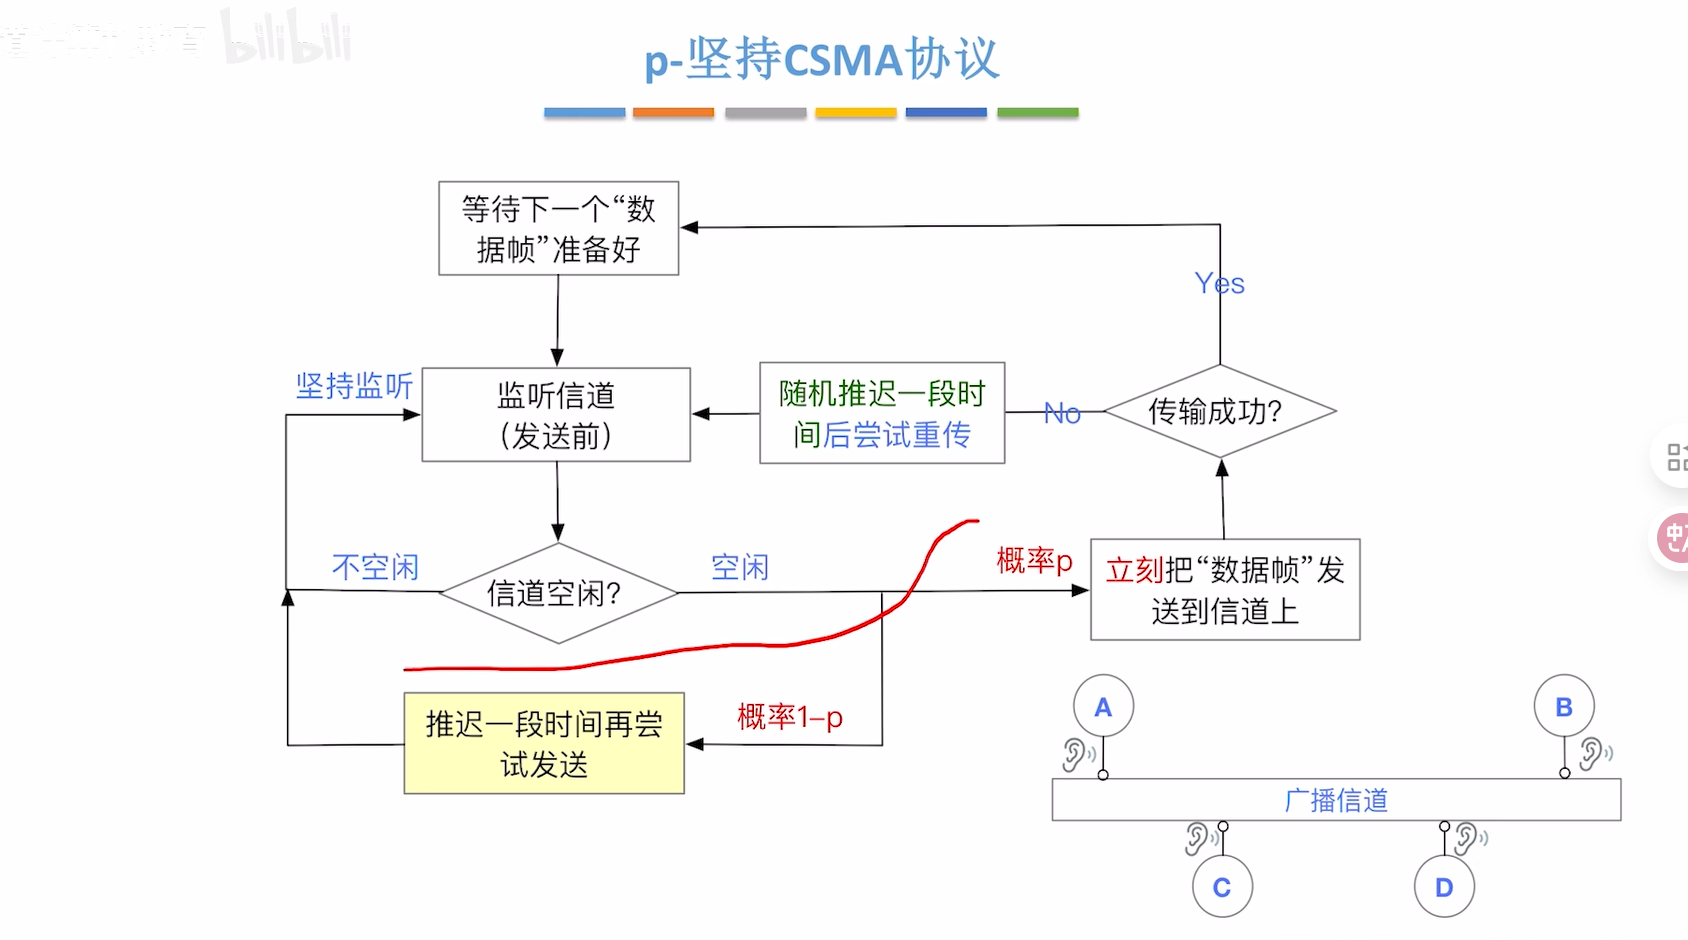 bilibili
p-坚持CSMA协议
等待下一个“数
据帧”准备好
Yes
坚持监听
监听信道
（发送前）
随机推迟一段时
间后尝试重传
No
传输成功？
不空闲
信道空闲？
空闲
概率p
立刻把“数据帧”发
送到信道上
推迟一段时间再尝
试发送
概率1-p
A
B
广播信道
C
D
中